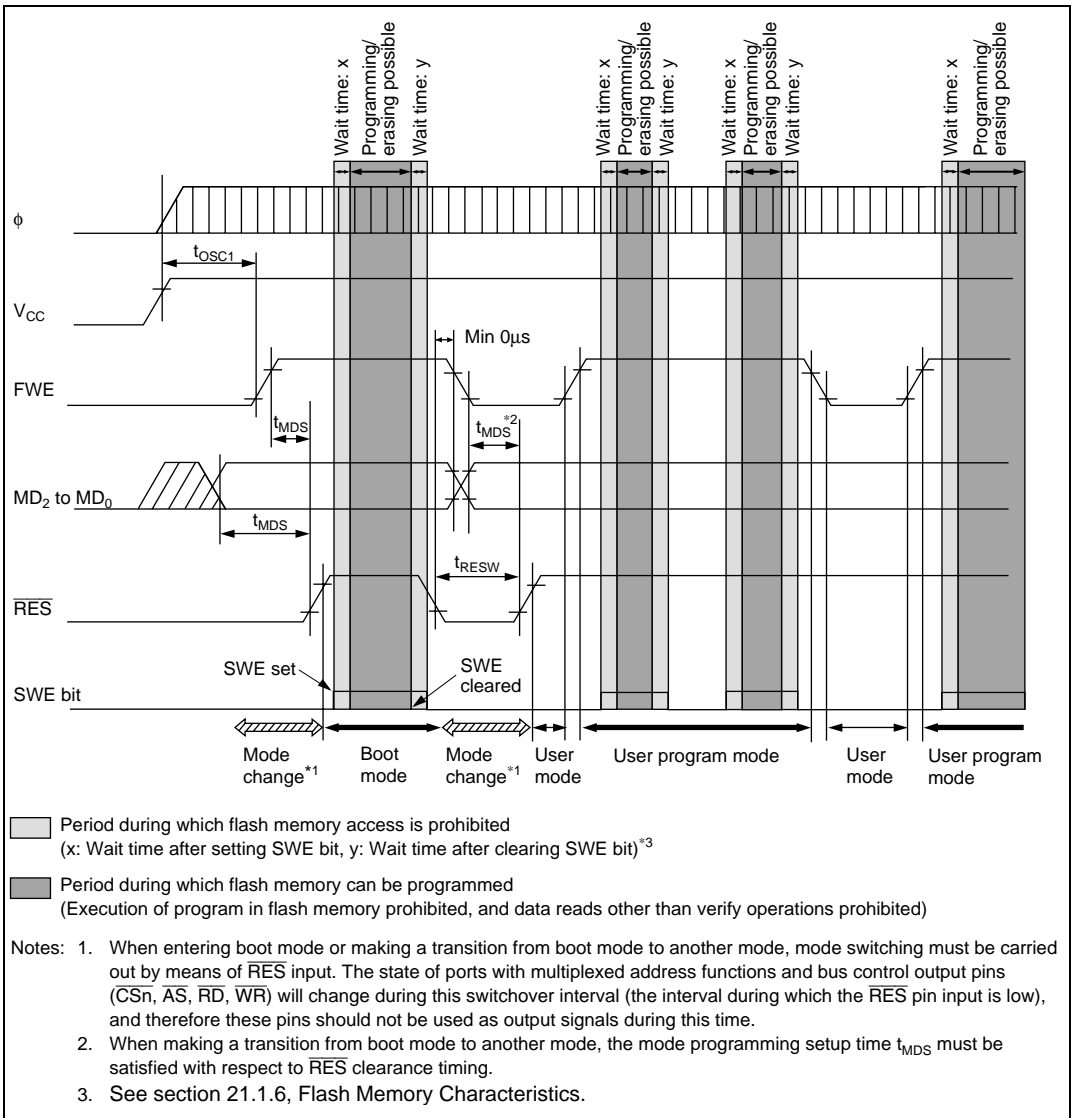 Wait time: x
Programming/
erasing possible
Wait time: y
Wait time: x
Programming/
erasing possible
Wait time: y
Wait time: x
Programming/
erasing possible
Wait time: y
Wait time: x
Programming/
erasing possible
ϕ
tOSC1
VCC
Min 0μs
FWE
tMDS
tMDS*2
MD2 to MD0
tMDS
tRESW
RES
SWE set
SWE
cleared
SWE bit
Mode
change*1
Boot
mode
Mode
change*1
User
mode
User program mode
User
mode
User program
mode
Period during which flash memory access is prohibited
(x: Wait time after setting SWE bit, y: Wait time after clearing SWE bit)*3
Period during which flash memory can be programmed
(Execution of program in flash memory prohibited, and data reads other than verify operations prohibited)
Notes: 1. When entering boot mode or making a transition from boot mode to another mode, mode switching must be carried
out by means of RES input. The state of ports with multiplexed address functions and bus control output pins
(CSn, AS, RD, WR) will change during this switchover interval (the interval during which the RES pin input is low),
and therefore these pins should not be used as output signals during this time.
2. When making a transition from boot mode to another mode, the mode programming setup time tMDS must be
satisfied with respect to RES clearance timing.
3. See section 21.1.6, Flash Memory Characteristics.